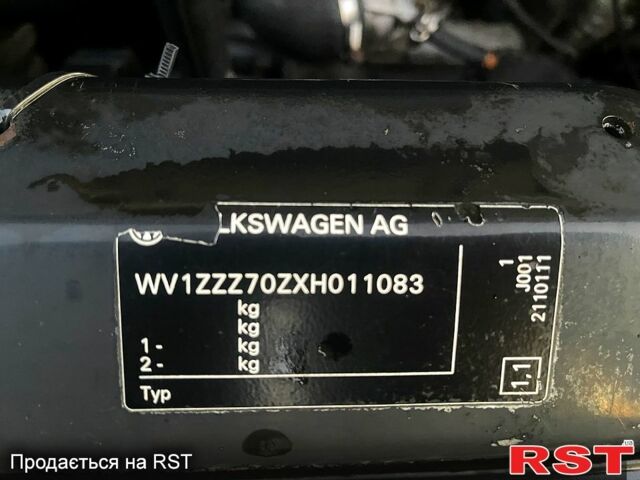 LKSWAGEN AG
WV1ZZZ70ZXH011083
kg
kg
1- kg
2- kg
Typ
1
J001
2110111
1,1
Продається на RST
RST